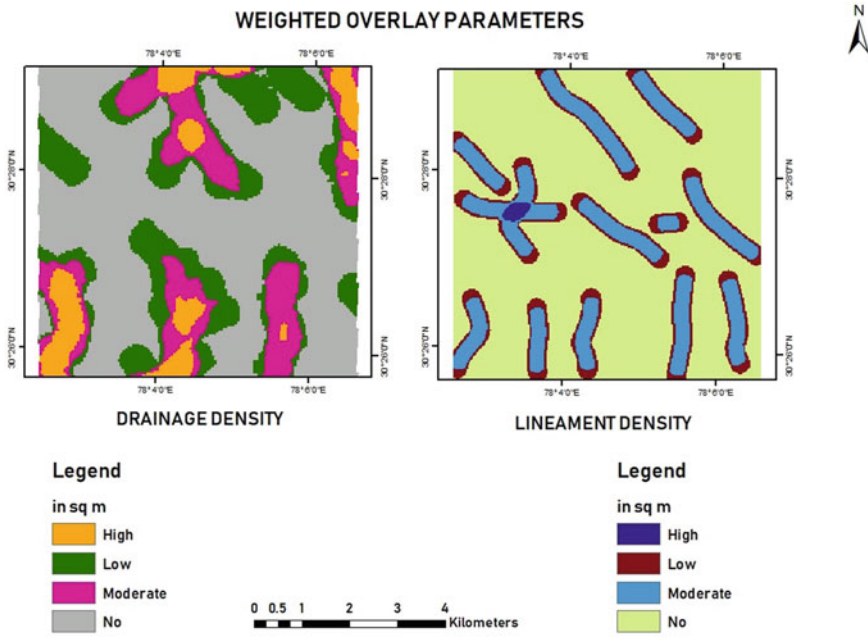 WEIGHTED OVERLAY PARAMETERS
N
78°4'0"E 78°6'0"E
78°4'0"E 78°6'0"E
30°28'0"N 30°28'0"N
30°28'0"N 30°28'0"N
30°26'0"N 30°26'0"N
30°26'0"N 30°26'0"N
78°4'0"E 78°6'0"E
78°4'0"E 78°6'0"E
DRAINAGE DENSITY
LINEAMENT DENSITY
Legend
in sq m
High
Low
Moderate
No
0 0.5 1 2 3 4
Kilometers
Legend
in sq m
High
Low
Moderate
No